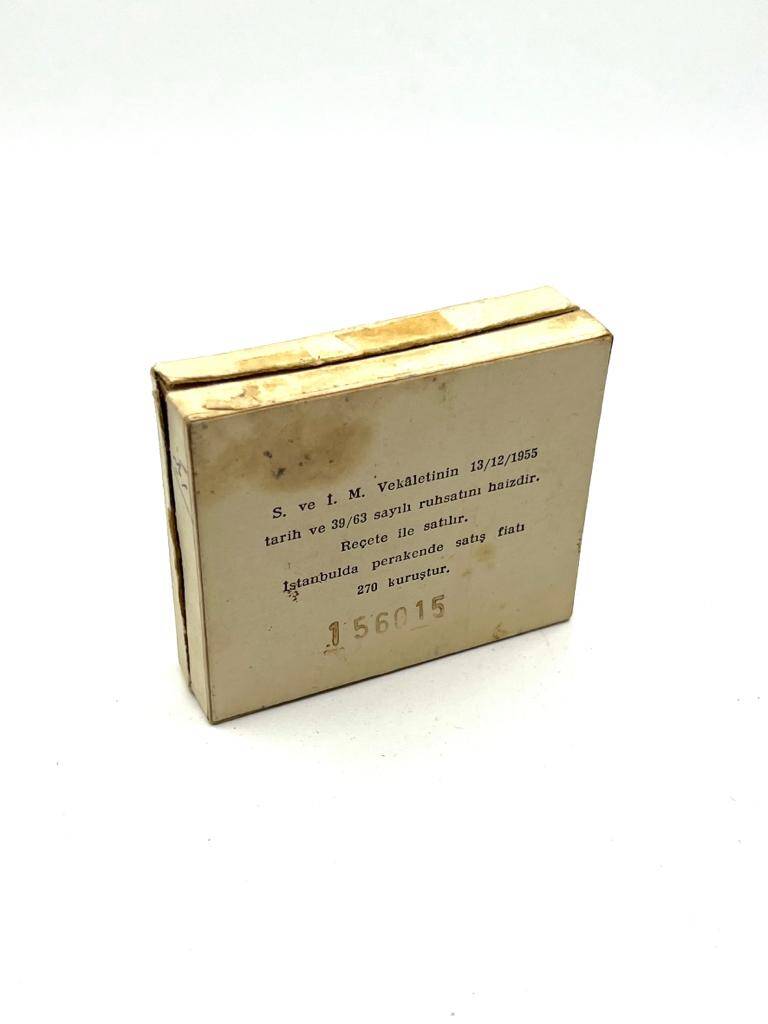 S. ve İ. M. Vekâletinin 13/12/1955
tarih ve 39/63 sayılı ruhsatını haizdir.
Reçete ile satılır.
İstanbulda perakende satış fiatı
270 kuruştur.
156015